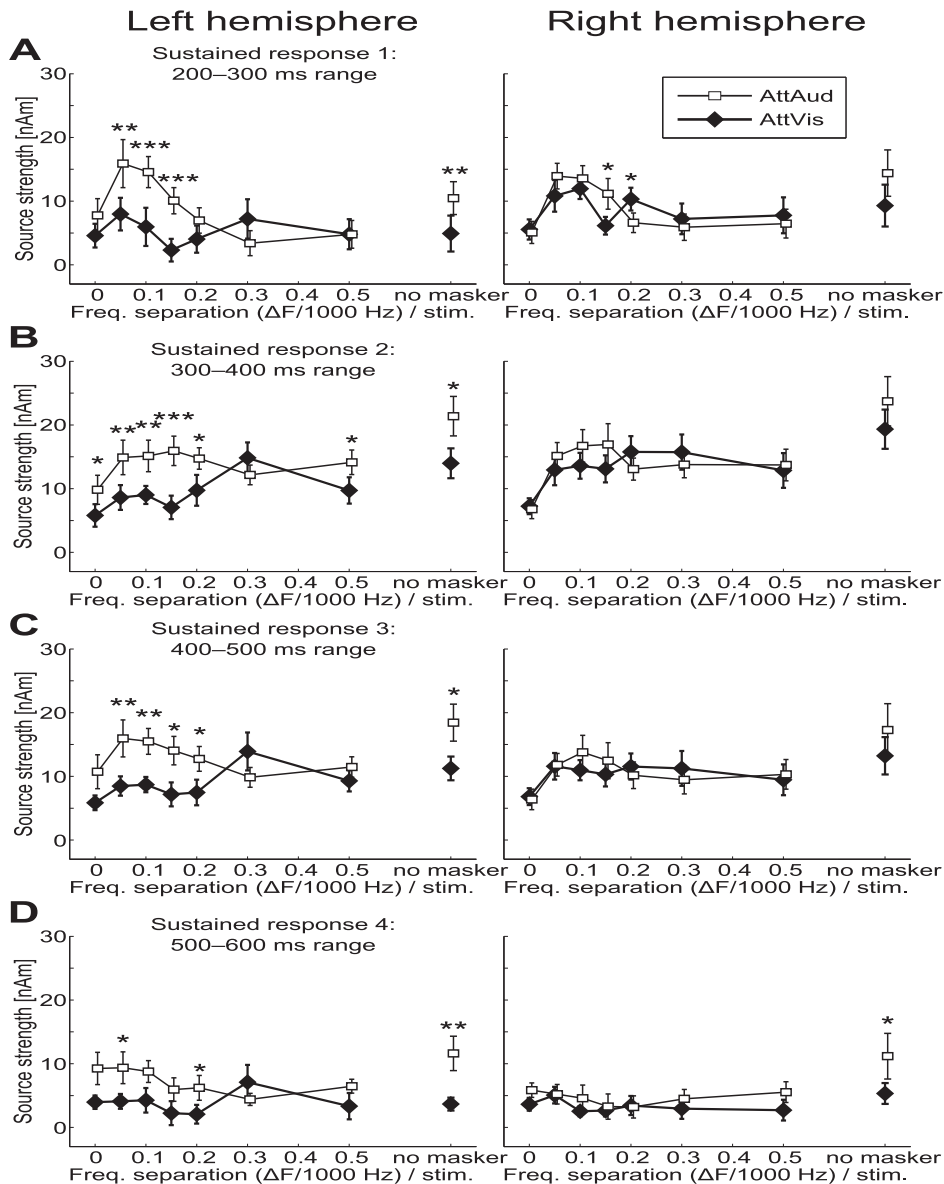 Left hemisphere Right hemisphere
A Sustained response 1:
200–300 ms range
AttAud
AttVis
Source strength [nAm]
30
20
10
0
** *** *** **
* *
0 0.1 0.2 0.3 0.4 0.5 no masker 0 0.1 0.2 0.3 0.4 0.5 no masker
Freq. separation (ΔF/1000 Hz) / stim. Freq. separation (ΔF/1000 Hz) / stim.
B Sustained response 2:
300–400 ms range
Source strength [nAm]
30
20
10
0
* ** ** *** * * *
0 0.1 0.2 0.3 0.4 0.5 no masker 0 0.1 0.2 0.3 0.4 0.5 no masker
Freq. separation (ΔF/1000 Hz) / stim. Freq. separation (ΔF/1000 Hz) / stim.
C Sustained response 3:
400–500 ms range
Source strength [nAm]
30
20
10
0
** ** * * *
0 0.1 0.2 0.3 0.4 0.5 no masker 0 0.1 0.2 0.3 0.4 0.5 no masker
Freq. separation (ΔF/1000 Hz) / stim. Freq. separation (ΔF/1000 Hz) / stim.
D Sustained response 4:
500–600 ms range
Source strength [nAm]
30
20
10
0
* * **
*
0 0.1 0.2 0.3 0.4 0.5 no masker 0 0.1 0.2 0.3 0.4 0.5 no masker
Freq. separation (ΔF/1000 Hz) / stim. Freq. separation (ΔF/1000 Hz) / stim.